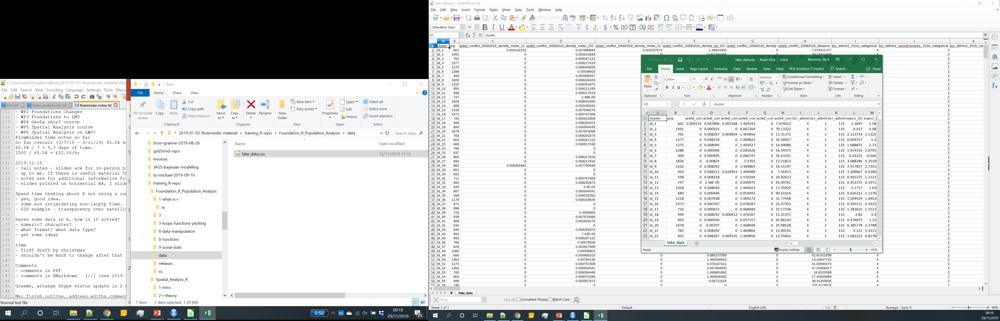 C:\Users\nick\Dropbox\Work\2019-07-03-flowminder-material\flow
File Edit Search View Encoding Language Settings Tools Macro
time.txt dates-worked-cdrc.txt flowminder-notes.txt
111 - WP2 Foundations Changes
112 - WP3 Foundations to LMS
113 - WP4 GeoDa short course
114 - WP5 Spatial Analysis course
115 - WP6 Spatial Analysis on LWS?
116 Flowminder time notes so far
117 So far overall (3/7/19 - 8/11/19) 65.54 ho
118 65.54 / 7 = 9.3 days of time.
119 1500 / 65.54 = £22.88/hr
120
121 2019-11-15
122 - call notes - slides are for in-person p
123 - up to me. If there is useful material t
124 - notes are for additional information fo
125 - slides printed on horzential A4, 2 slid
126
127 Spend time thnking about R not using a co
128 - yes, good idea.
129 - some non intimidating non-laoptp time.
130 - GIS example - transparency over satelli
131
132 heres some data in R, how is it sotred?
133 - numeric? character?
134 - what format? what data type?
135 - get some ideas
136
137 time
138 - first draft by christmas
139 - shouldn't be much to change after that
140
141 Comments
142 - comments in PPT
143 - comments in RMarkdown [//] (see 2019-1
144
145 Graeme, arrange Skype status update in 2 w
146
147 Me: finish outline, address ediths comment
Normal text file
data
File Home Share View
Pin to Quick access Copy Paste Cut Copy path Paste shortcut
Move to Copy to Delete Rename New folder New item Easy access
Properties Open Edit History Select all Select none Invert selection
Clipboard Organise New Open Select
« 2019-07-03-flowminder-material > training_R-repo > Foundation_R_Population_Analysis > data
Search data
from-graeme-2019-08-28
grid3rmd-repo
invoices
JAGS-bayesian-modelling
to-michael-2019-09-10
training_R-repo
Foundation_R_Population_Analysis
1-what-is-r
ss
3
3-loops-functions-plotting
6-data-manipulation
8-functions
9-zonal-stats
data
releases
ss
Spatial_Analysis_R
1-intro
2-r-theory
Name Date modified
fake_data.csv 15/11/2019 11:10
1 item 1 item selected 1.39 MB
0:50
09:19
29/11/2019
25
fake_data.csv - LibreOffice Calc
File Edit View Insert Format Styles Sheet Data Tools Window Help
Liberation Sans 10
A1 cluster
A B C D E F G H I J K
1 cluster pop acled_conflict_20082018_density_mean_11 acled_conflict_20082018_density_mean_201 acled_conflict_20082018_density_mean_21 acled_conflict_20082018_density_sd_201 acled_conflict_20082018_density acled_conflict_20082018_distance bcr_admin1_2018_categorical bcr_admin1_socioEconomic_2018_categorical bcr_admin3_2018_cat
2 id_1 661 0.004132231 0.007895844 0.002267574 1.46924305 0 7.074011707 4 2
3 id_2 1491 0 0.000514839 0 0.067264266 0 79.13321838 4 2
4 id_3 761 0 0.008267122
5 id_4 1377 0 0.008217619
6 id_5 1275 0 0.008093859
7 id_6 1288 0 0.00039603
8 id_7 409 0 0.000495037
9 id_8 1826 0 0.008240426
10 id_9 1102 0 0.008291874
11 id_10 954 0 0.008211195
12 id_11 598 0 0.008217619
13 id_12 747 0 2.48E-05
14 id_13 1928 0 0.008044356
15 id_14 689 0 0.000445534
16 id_15 1218 0 0.007938276
17 id_16 1472 0 0.000767308
18 id_17 726 0 0.000612609
19 id_18 499 0 0.008291874
20 id_19 859 0 0.000594045
21 id_20 1678 0 0.007970099
22 id_21 783 0 0.008291874
23 id_22 603 0 0.008267122
24 id_23 666 0 0.000517039
25 id_24 766 0 0
26 id_25 637 0 0
27 id_26 865 0 0.008217619
28 id_27 656 0 0.008217619
29 id_28 862 0.008264462 0.007790649
30 id_29 601 0 0
31 id_30 822 0 0
32 id_31 711 0 0.000767308
33 id_32 692 0 0.008291874
34 id_33 528 0 4.4E-05
35 id_34 687 0 0.000544541
36 id_35 459 0 0.008153263
37 id_36 1178 0 0.008316626
38 id_37 971 0 0
39 id_38 898 0 0
40 id_39 723 0 0.0006683
41 id_40 839 0 0.007970099
42 id_41 808 0 0.002840276
43 id_42 534 0 0
44 id_43 946 0 0.008291874
45 id_44 564 0 7.43E-05
46 id_45 950 0 0.008267122
47 id_46 785 0 0.00079206
48 id_47 829 0 0.002617509
49 id_48 1080 0 0.00039603
50 id_49 606 0 0.000866315 0 0.085157059 0 42.91421509 4 2
51 id_50 1364 0 0.00784139 0 1.469208002 0 13.33847752 4 2
52 id_51 1174 0 0.000767308 0 0.078187421 0 41.04594374 4 2
53 id_52 1452 0 0.000544541 0 0.067484505 0 57.20458317 4 2
54 id_53 760 0 0.008284449 0 1.469861662 0 18.6225399 4 2
55 id_54 903 0 0.008075295 0 1.469408482 0 17.43565989 4 2
56 id_55 698 0 0.000507413 0 0.06711624 0 38.41205835 4 2
57 id_56 746 0 0 0 0 0 155.4719524 4 2
fake_data
Find Find All Formatted Display Match Case
Sheet 1 of 1 Default English (UK) Average: ; Sum: 0 90%
09:19
29/11/2019
AutoSave Off fake_data.csv - Read-Only - Excel Bearman, Nick
File Home Insert Page Layout Formulas Data Review View Help PDF Architect 7 Creator Search Share
Paste Calibri 11 General Conditional Formatting Format as Table Cell Styles Insert Delete Format
Clipboard Font Alignment Number Styles Cells Editing
A1 cluster
A B C D E F G H I J K L M
1 cluster pop acled_con acled_con acled_con acled_con acled_con acled_con bcr_admin bcr_admin bcr_admin esacci_01 esacci_
2 id_1 661 0.004132 0.007896 0.002268 1.469243 0 7.074012 4 2 133 2.3697 1.58
3 id_2 1491 0 0.000515 0 0.067264 0 79.13322 4 2 133 0.417 0.08
4 id_3 761 0 0.008267 0.004859 1.469856 0 13.31371 4 2 133 2.113714 1.1325
5 id_4 1377 0 0.008218 0 1.469822 0 34.56927 4 2 133 0.659727 1.2
6 id_5 1275 0 0.008094 0 1.469427 0 16.69086 4 2 133 1.688875 2.73
7 id_6 1288 0 0.000396 0 0.065626 0 56.54475 4 2 133 1.914143 1.6791
8 id_7 409 0 0.000495 0 0.066747 0 56.63351 4 2 133 0.24225 -0.046
9 id_8 1826 0 0.00824 0 1.4703 0 13.21813 4 2 133 3.088286 0.2518
10 id_9 1102 0 0.008292 0 1.469864 0 16.31197 4 2 133 2.417857 2.7351
11 id_10 954 0 0.008211 0.024943 1.469989 0 7.56413 4 2 133 3.309667 0.5396
12 id_11 598 0 0.008218 0 1.470294 0 20.82627 4 2 133 0.945375 1.2223
13 id_12 747 0 2.48E-05 0 0.004975 0 95.09761 4 2 133 0.452375 0.1971
14 id_13 1928 0 0.008044 0 1.469023 0 17.35929 4 2 133 5.1717 1.65
15 id_14 689 0 0.000446 0 0.054043 0 90.61616 4 2 133 0.626222 1.1376
16 id_15 1218 0 0.007938 0 1.469272 0 31.77448 4 2 133 1.504429 1.6952
17 id_16 1472 0 0.000767 0 0.078187 0 21.47355 4 2 133 0.545111 0.3425
18 id_17 726 0 0.000613 0 0.068484 0 35.17336 4 2 133 1.383625 1.3123
19 id_18 499 0 0.008292 0.000412 1.470167 0 15.31371 4 2 133 2.82 3.4
20 id_19 859 0 0.000594 0 0.057157 0 65.86144 4 2 133 0.474875 1.11
21 id_20 1678 0 0.00797 0 1.468948 0 25.48528 4 2 133 6.385778 2.3798
22 id_21 783 0 0.008292 0 1.469864 0 13.90141 4 2 133 4.121 1.3313
23 id_22 603 0 0.008267 0.004535 1.469856 0 12.45832 4 2 133 1.682222 0.8178
fake_data
Ready Display Settings 100%